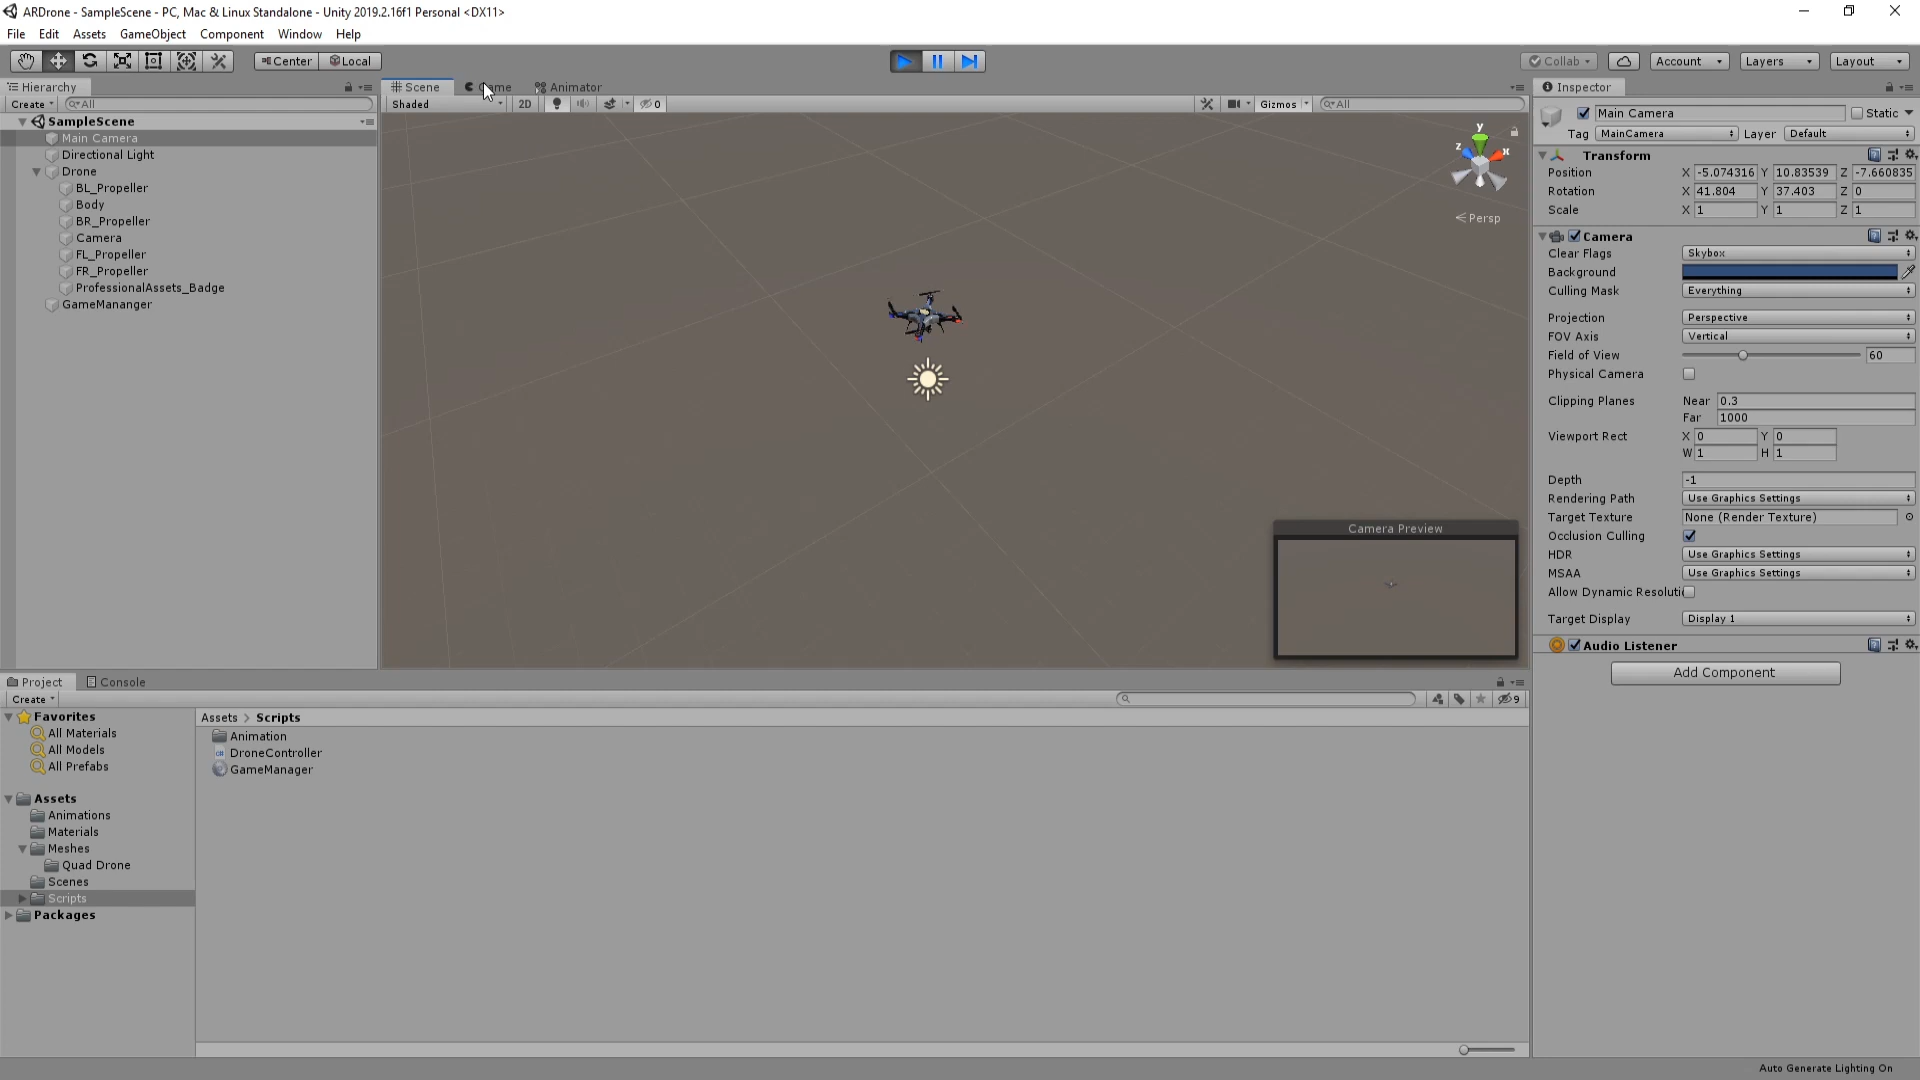 ARDrone - SampleScene - PC, Mac & Linux Standalone - Unity 2019.2.16f1 Personal <DX11>
File Edit Assets GameObject Component Window Help
Center Local Collab Account Layers Layout
Hierarchy
Create All
SampleScene
Main Camera
Directional Light
Drone
BL_Propeller
Body
BR_Propeller
Camera
FL_Propeller
FR_Propeller
ProfessionalAssets_Badge
GameMananger
Scene Game Animator
Shaded 2D 0 Gizmos All
y
z x
Persp
Camera Preview
Inspector
Main Camera Static
Tag MainCamera Layer Default
Transform
Position X -5.074316 Y 10.83539 Z -7.660835
Rotation X 41.804 Y 37.403 Z 0
Scale X 1 Y 1 Z 1
Camera
Clear Flags Skybox
Background
Culling Mask Everything
Projection Perspective
FOV Axis Vertical
Field of View 60
Physical Camera
Clipping Planes Near 0.3
Far 1000
Viewport Rect X 0 Y 0
W 1 H 1
Depth -1
Rendering Path Use Graphics Settings
Target Texture None (Render Texture)
Occlusion Culling
HDR Use Graphics Settings
MSAA Use Graphics Settings
Allow Dynamic Resoluti
Target Display Display 1
Audio Listener
Add Component
Project Console
Create 9
Favorites
All Materials
All Models
All Prefabs
Assets
Animations
Materials
Meshes
Quad Drone
Scenes
Scripts
Packages
Assets > Scripts
Animation
DroneController
GameManager
Auto Generate Lighting On